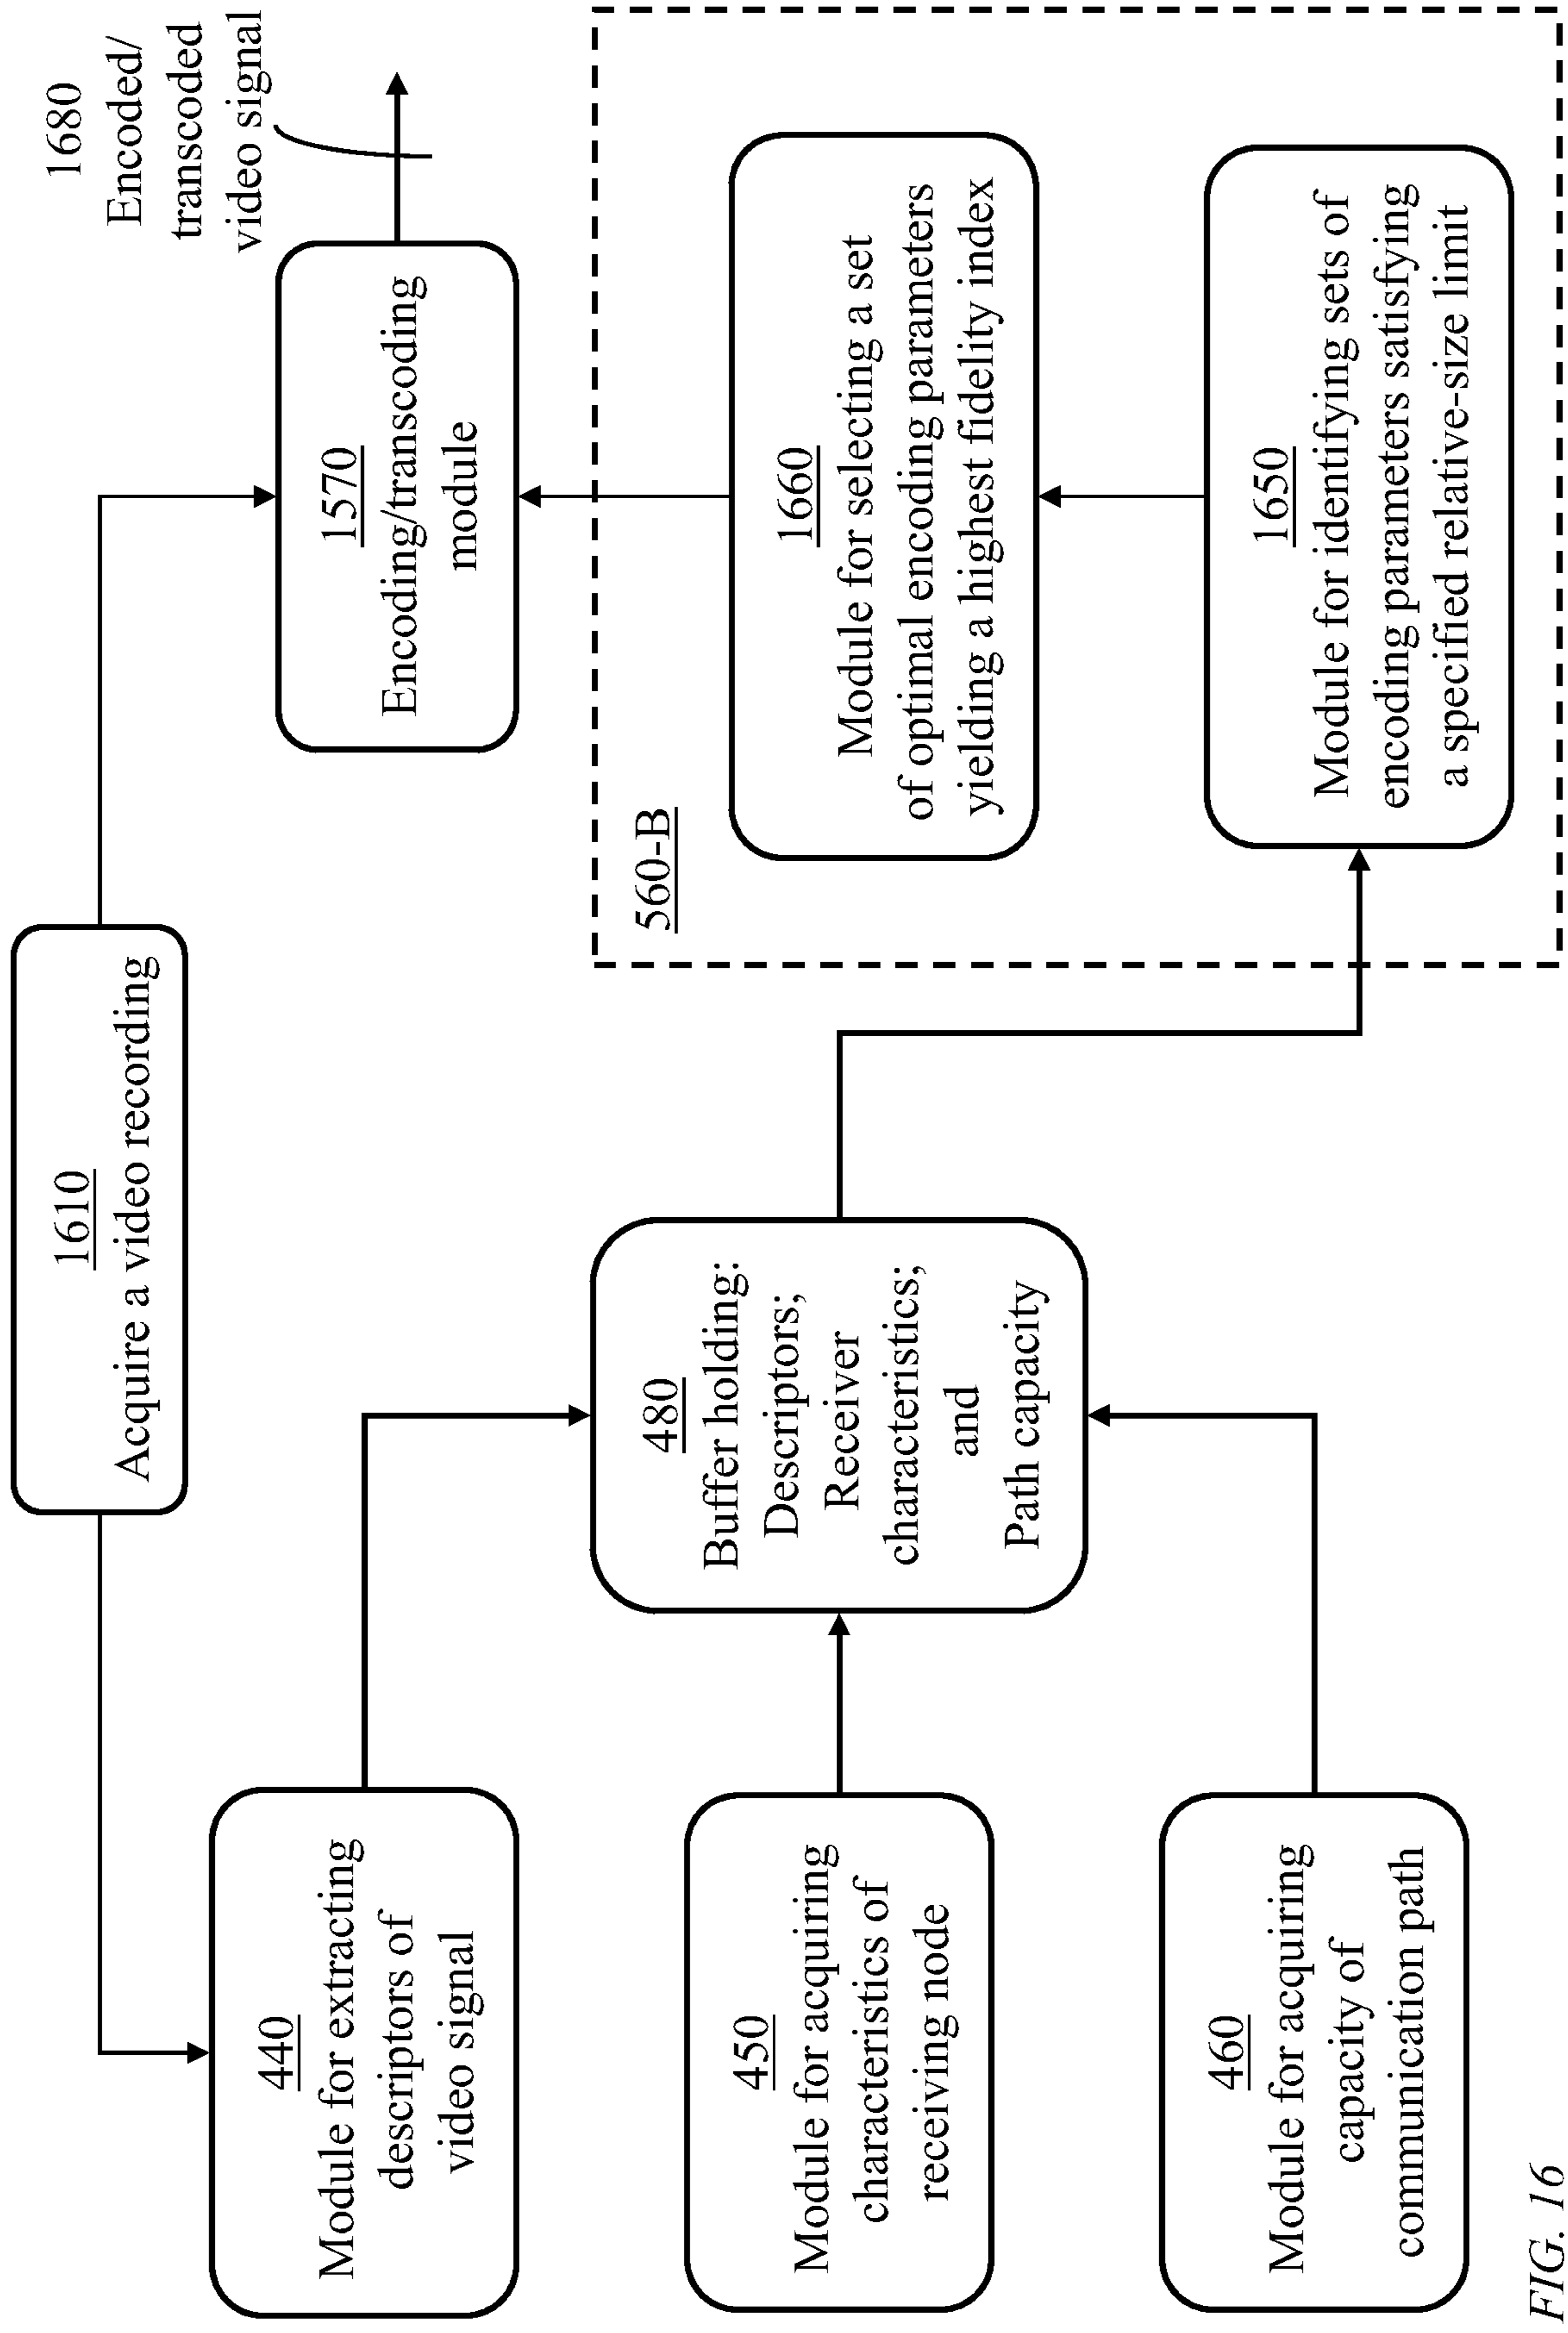 1610
Acquire a video recording
440
Module for extracting
descriptors of
video signal
450
Module for acquiring
characteristics of
receiving node
460
Module for acquiring
capacity of
communication path
480
Buffer holding:
Descriptors;
Receiver
characteristics;
and
Path capacity
1570
Encoding/transcoding
module
1680
Encoded/
transcoded
video signal
560-B
1660
Module for selecting a set
of optimal encoding parameters
yielding a highest fidelity index
1650
Module for identifying sets of
encoding parameters satisfying
a specified relative-size limit
FIG. 16